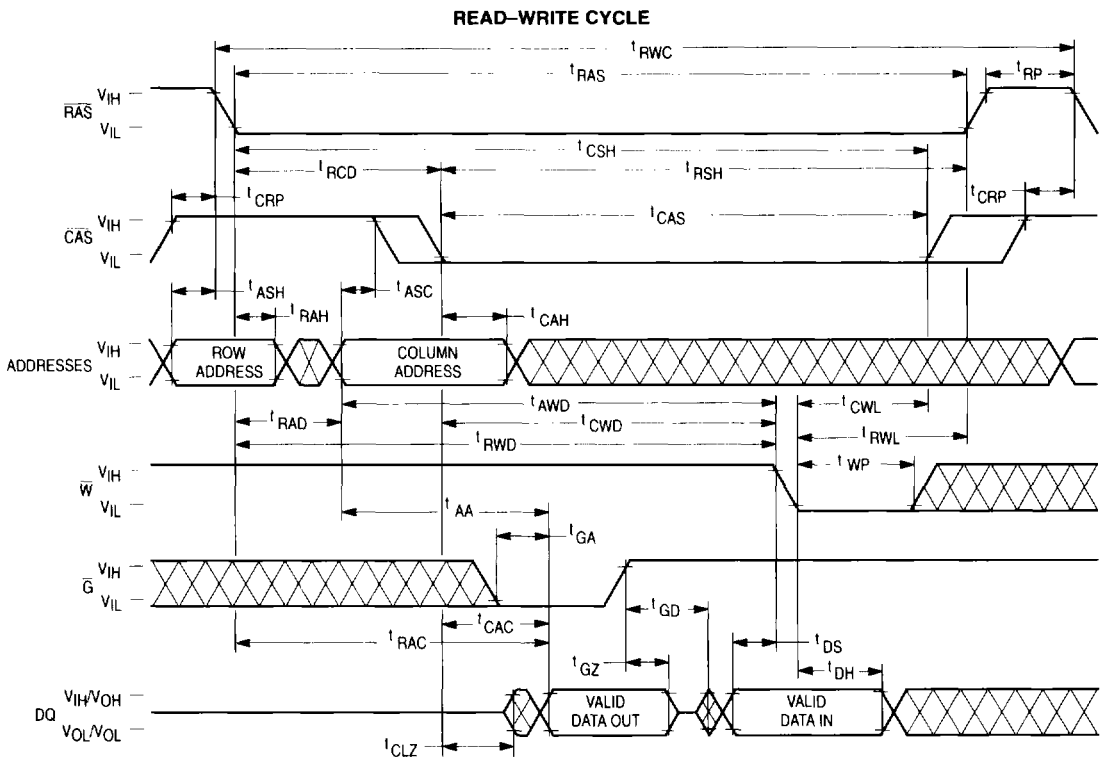 READ–WRITE CYCLE
tRWC
tRAS
tRP
RAS
VIH
VIL
tCSH
tRCD
tRSH
tCRP
tCRP
CAS
VIH
VIL
tCAS
tASH
tRAH
tASC
tCAH
ADDRESSES
VIH
VIL
ROW
ADDRESS
COLUMN
ADDRESS
tAWD
tCWL
tRAD
tCWD
tRWL
tRWD
W
VIH
VIL
tWP
tAA
tGA
G
VIH
VIL
tGD
tCAC
tRAC
tDS
tGZ
tDH
DQ
VIH/VOH
VOL/VOL
VALID
DATA OUT
VALID
DATA IN
tCLZ